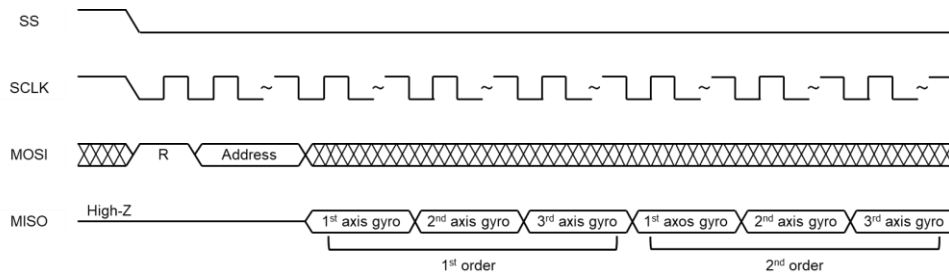 SS
SCLK
~ ~ ~ ~ ~ ~ ~
MOSI R Address
High-Z
MISO 1st axis gyro 2nd axis gyro 3rd axis gyro 1st axos gyro 2nd axis gyro 3rd axis gyro
1st order 2nd order